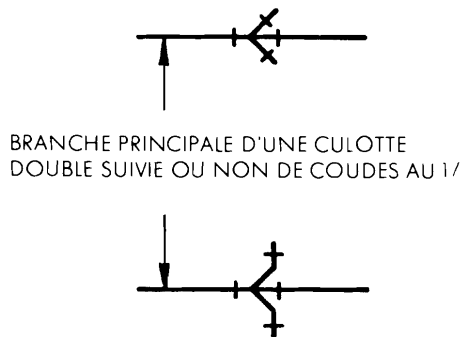 BRANCHE PRINCIPALE D'UNE CULOTTE
DOUBLE SUIVIE OU NON DE COUDES AU 1/